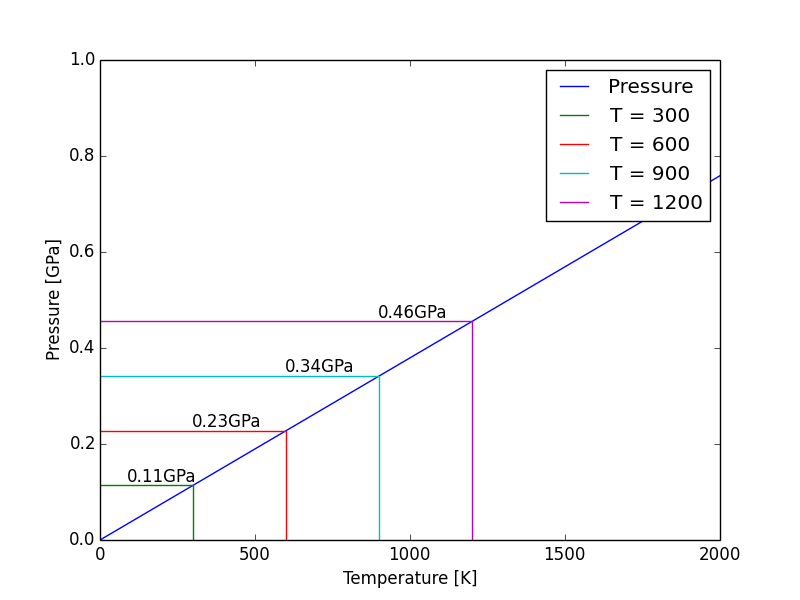 1.0
0.8
0.6
0.4
0.2
0.0
Pressure [GPa]
Pressure
T = 300
T = 600
T = 900
T = 1200
0.46GPa
0.34GPa
0.23GPa
0.11GPa
0
500
1000
1500
2000
Temperature [K]